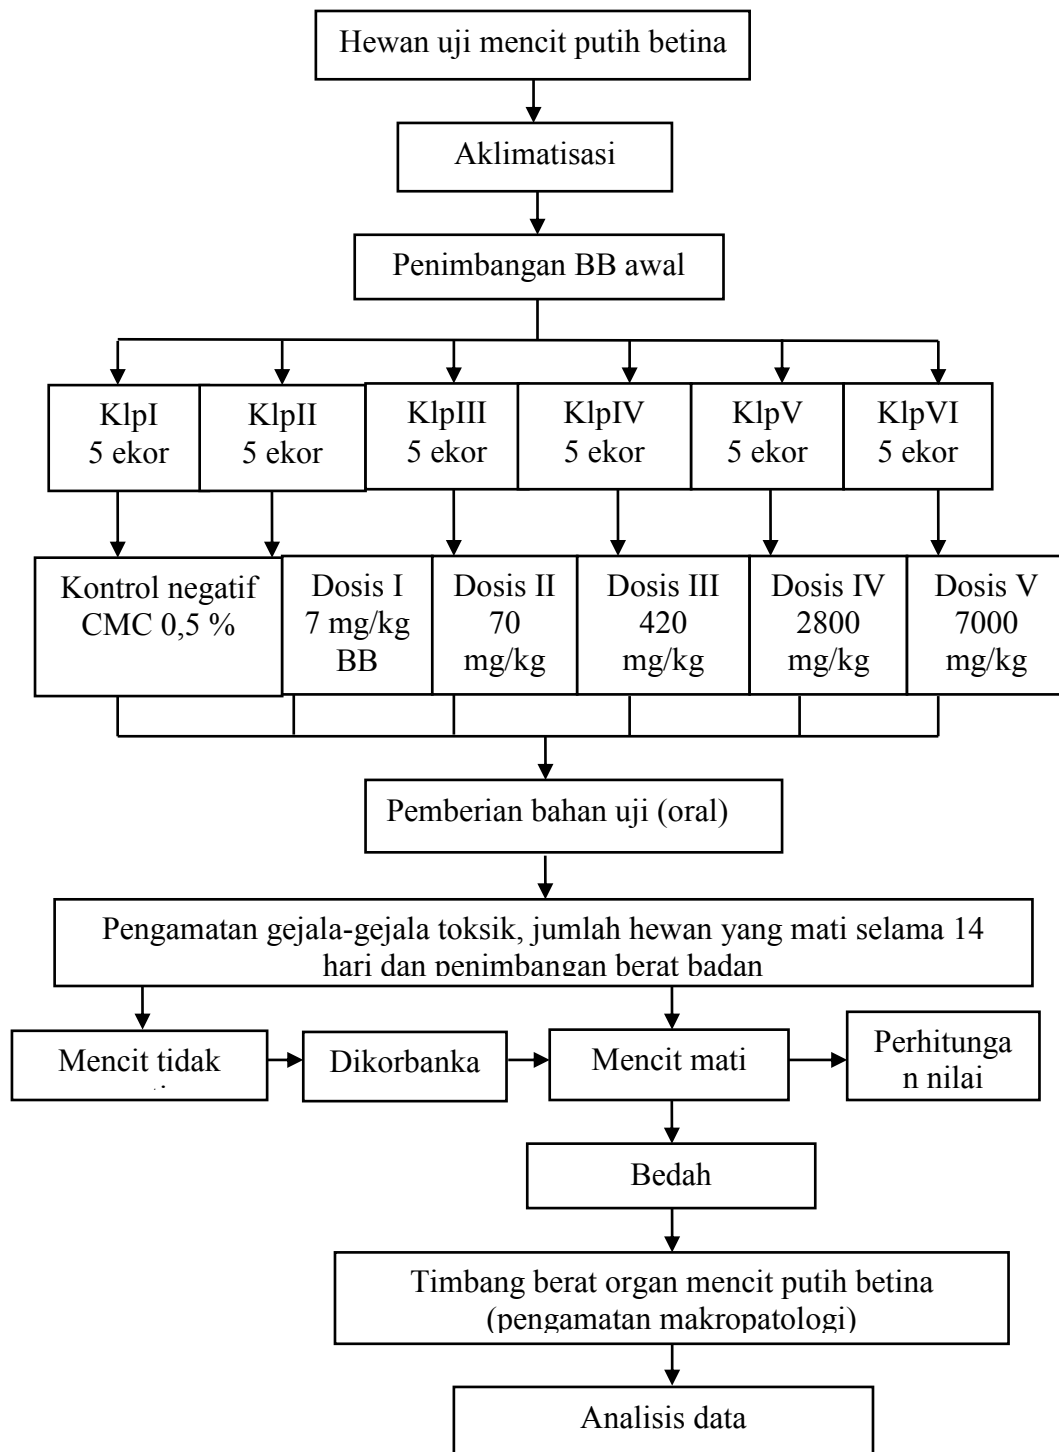 Hewan uji mencit putih betina
Aklimatisasi
Penimbangan BB awal
KlpI
5 ekor
KlpII
5 ekor
KlpIII
5 ekor
KlpIV
5 ekor
KlpV
5 ekor
KlpVI
5 ekor
Kontrol negatif
CMC 0,5 %
Dosis I
7 mg/kg
BB
Dosis II
70
mg/kg
Dosis III
420
mg/kg
Dosis IV
2800
mg/kg
Dosis V
7000
mg/kg
Pemberian bahan uji (oral)
Pengamatan gejala-gejala toksik, jumlah hewan yang mati selama 14
hari dan penimbangan berat badan
Mencit tidak
Dikorbanka
Mencit mati
Perhitunga
n nilai
Bedah
Timbang berat organ mencit putih betina
(pengamatan makropatologi)
Analisis data